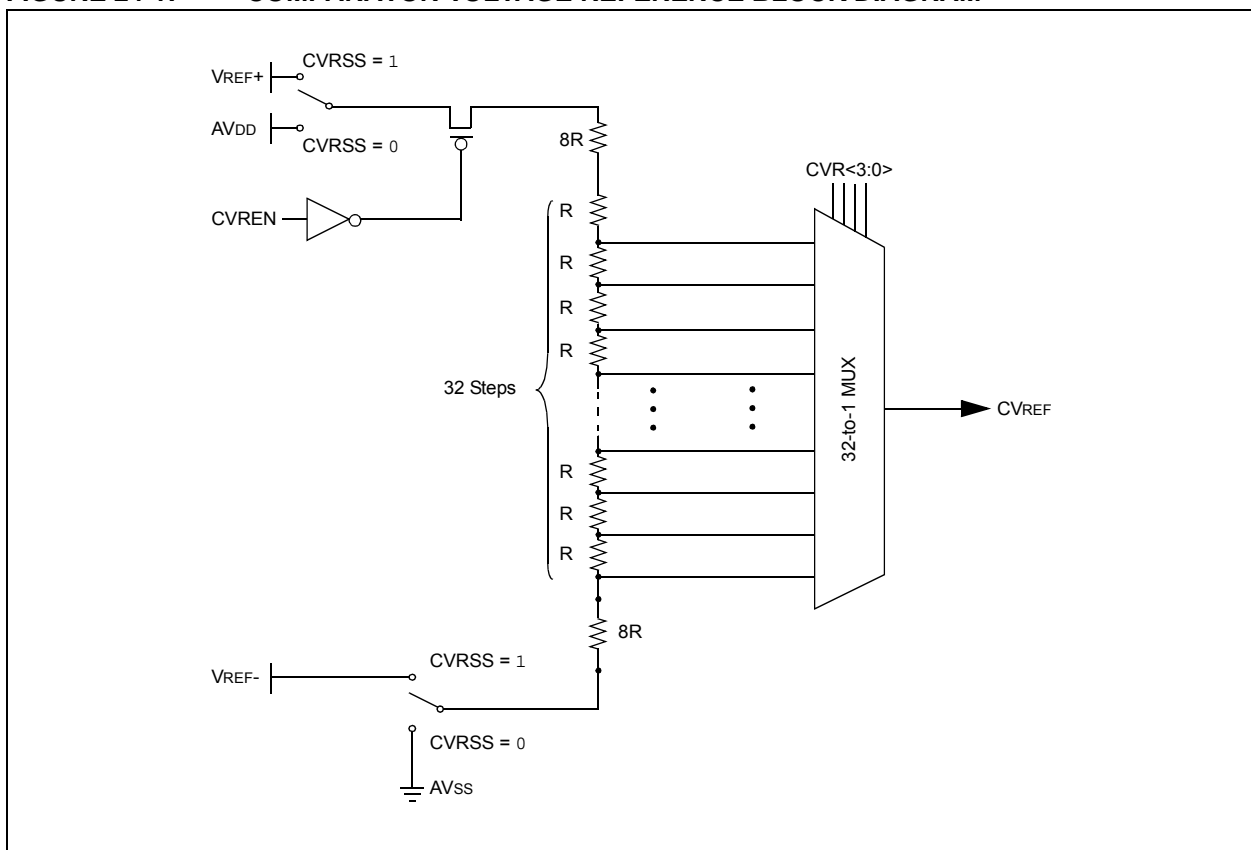 VREF+
CVRSS = 1
AVDD
CVRSS = 0
8R
CVREN
CVR<3:0>
R
R
R
R
32 Steps
32-to-1 MUX
CVREF
R
R
R
8R
CVRSS = 1
VREF-
CVRSS = 0
AVSS